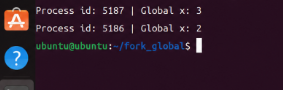 Process id: 5187 | Global x: 3
Process id: 5186 | Global x: 2
ubuntu@ubuntu:~/fork_global$